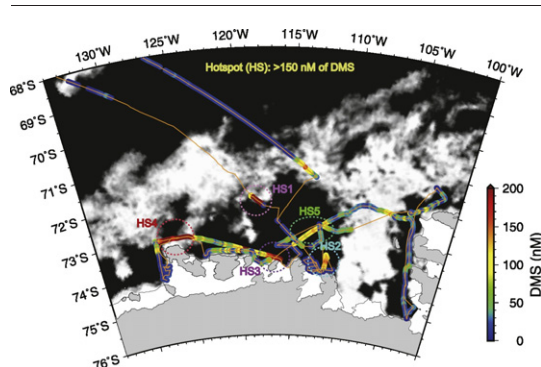 130°W
125°W
120°W
115°W
110°W
105°W
100°W
Hotspot (HS): >150 nM of DMS
68°S
69°S
70°S
71°S
72°S
73°S
74°S
75°S
76°S
HS1
HS4
HS5
HS2
HS3
200
150
100
50
0
DMS (nM)